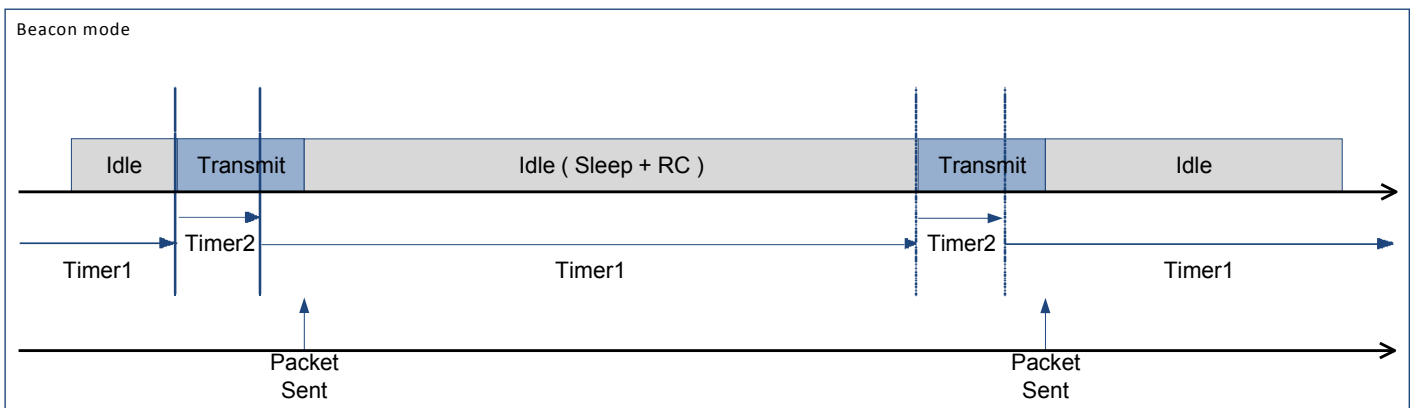 Beacon mode
Idle
Transmit
Idle ( Sleep + RC )
Transmit
Idle
Timer2
Timer2
Timer1
Timer1
Timer1
Packet
Sent
Packet
Sent